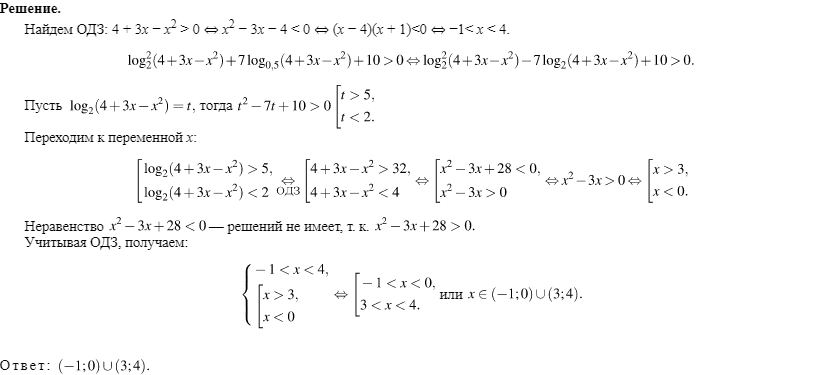 Решение.
Найдем ОДЗ: 4 + 3x − x² > 0 ⇔ x² − 3x − 4 < 0 ⇔ (x − 4)(x + 1)<0 ⇔ −1< x < 4.
log₂²(4+3x−x²)+7log₀,₅(4+3x−x²)+10>0⇔log₂²(4+3x−x²)−7log₂(4+3x−x²)+10>0.
Пусть log₂(4+3x−x²)=t, тогда t²−7t+10>0 [t>5, t<2.
Переходим к переменной x:
[log₂(4+3x−x²)>5, log₂(4+3x−x²)<2 ⇔ ОДЗ [4+3x−x²>32, 4+3x−x²<4 ⇔ [x²−3x+28<0, x²−3x>0 ⇔x²−3x>0⇔ [x>3, x<0.
Неравенство x²−3x+28<0 — решений не имеет, т. к. x²−3x+28>0.
Учитывая ОДЗ, получаем:
{−1<x<4, [x>3, x<0 ⇔ [−1<x<0, 3<x<4. или x∈(−1;0)∪(3;4).
Ответ: (−1;0)∪(3;4).